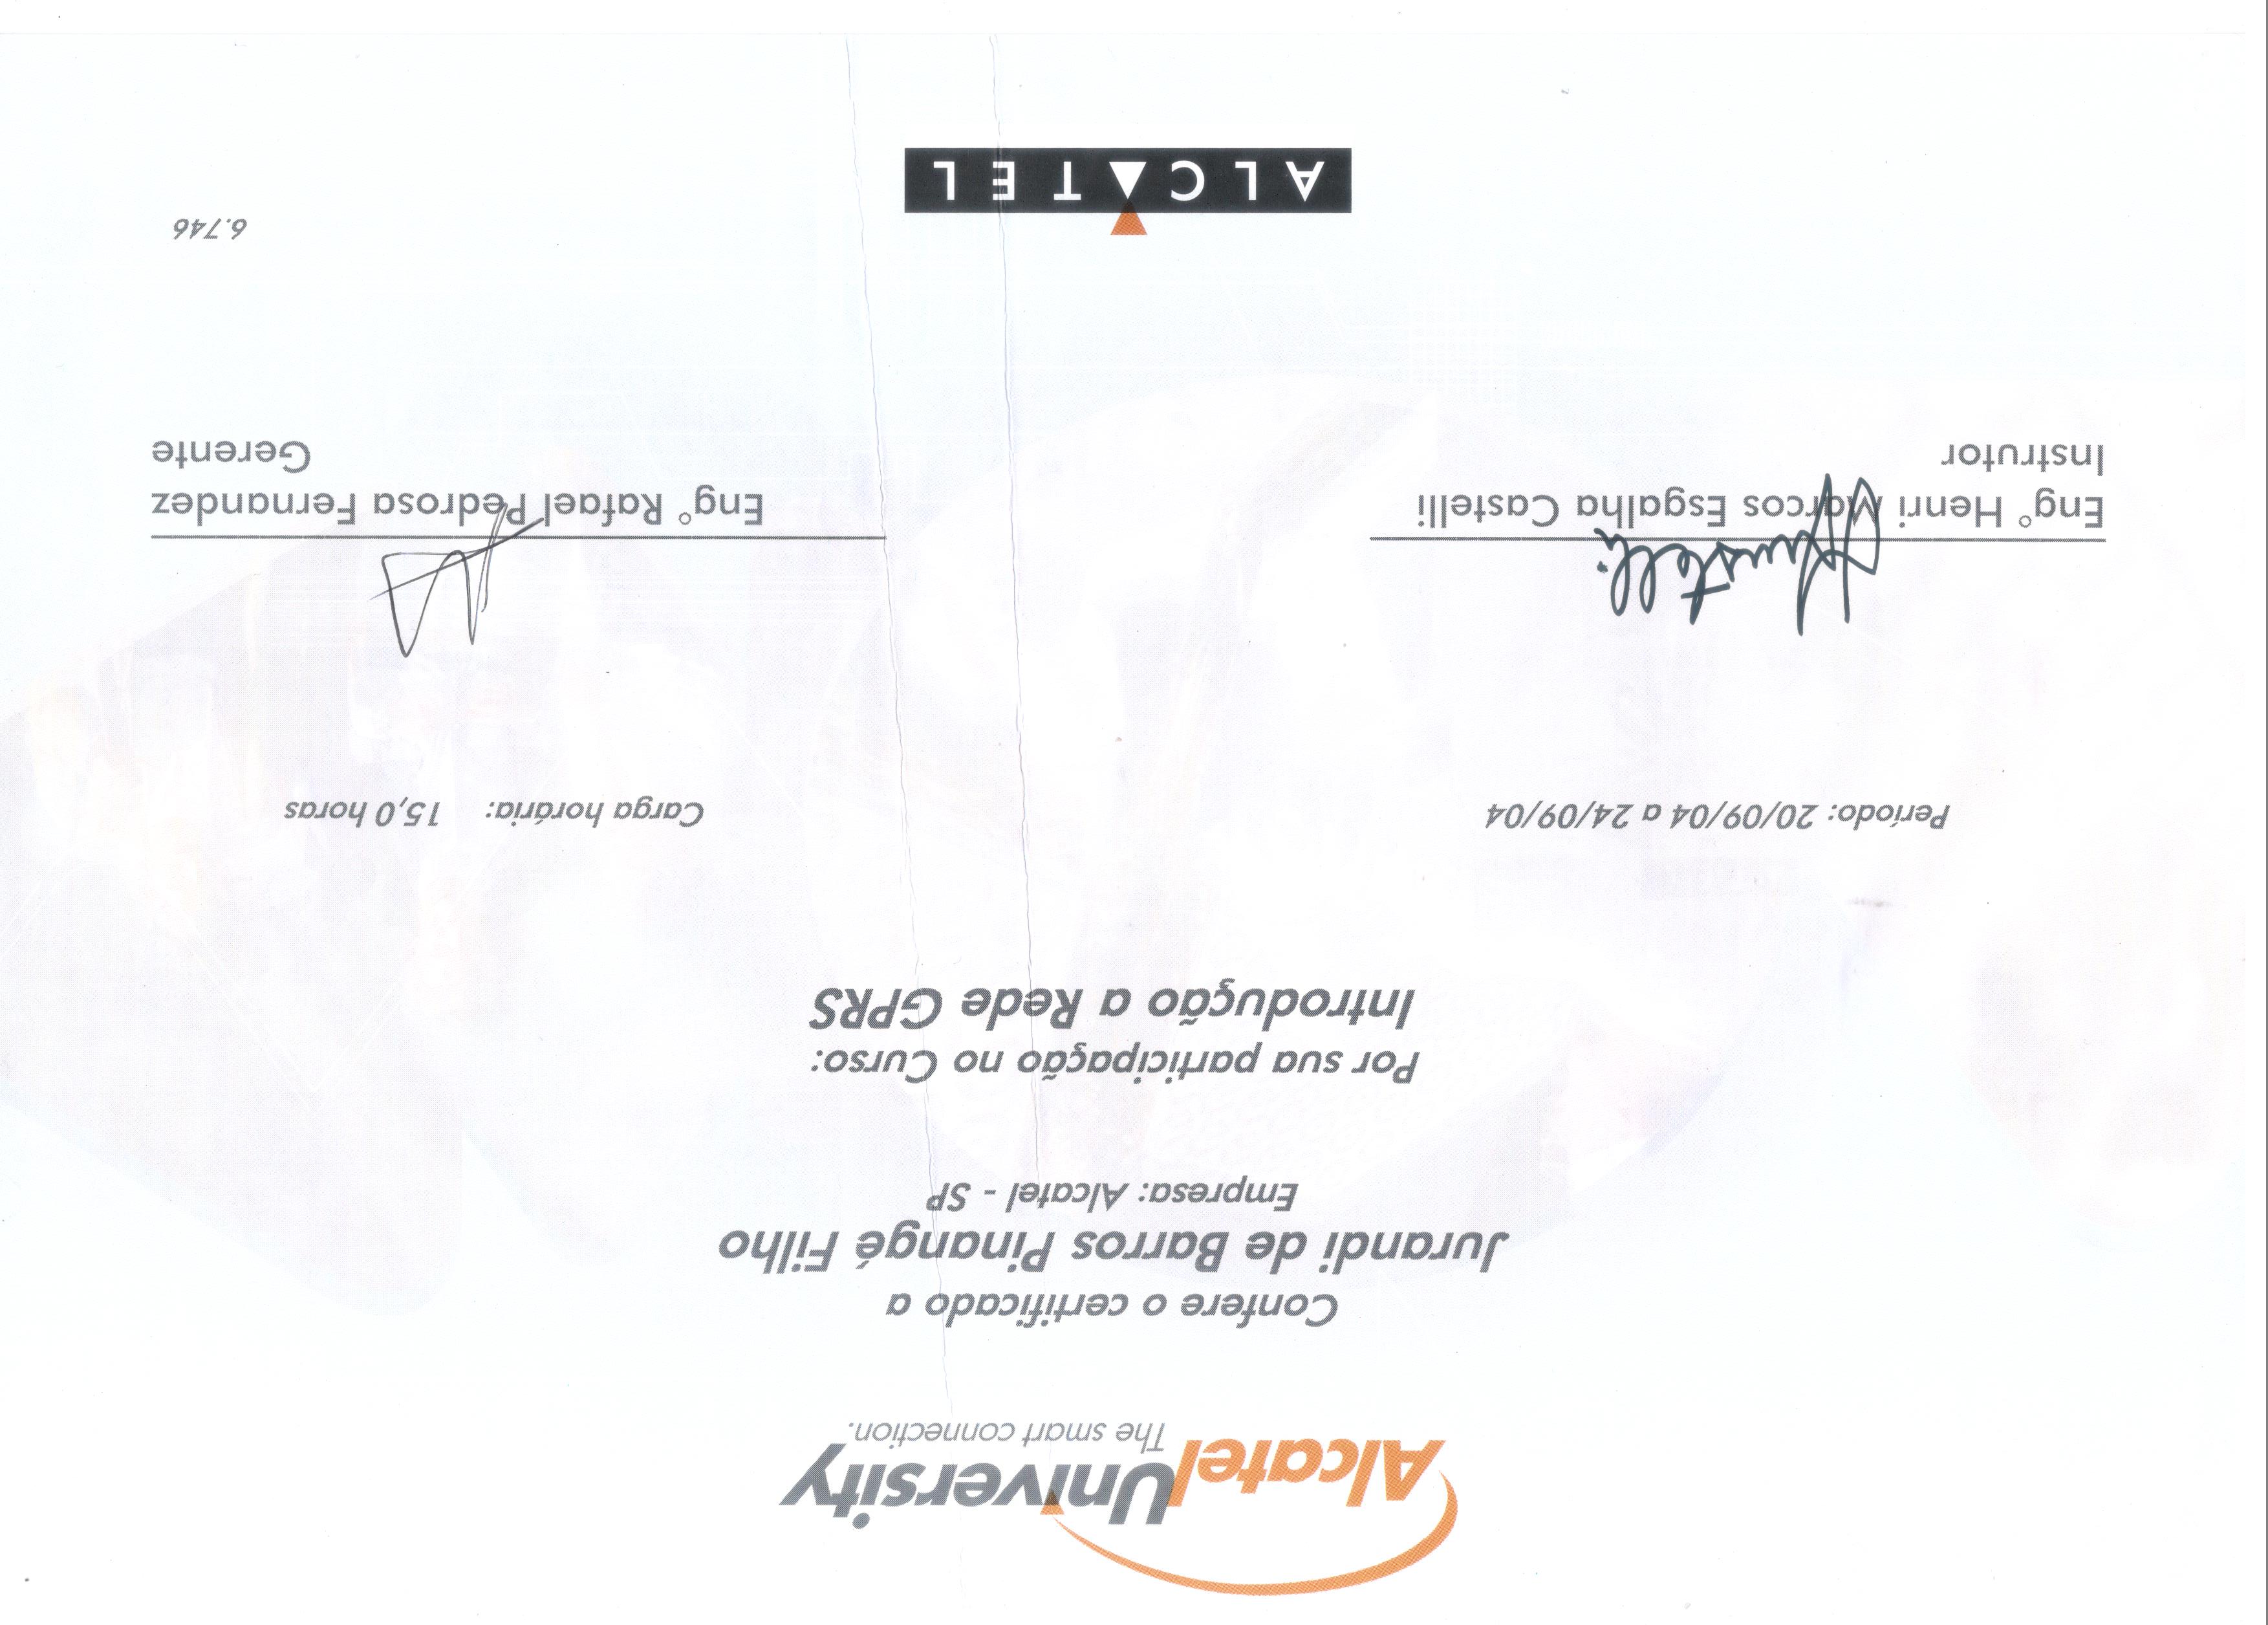 Alcatel University
The smart connection.
Confere o certificado a
Jurandi de Barros Pinangé Filho
Empresa: Alcatel - SP
Por sua participação no Curso:
Introdução a Rede GPRS
Período: 20/09/04 a 24/09/04
Carga horária: 15,0 horas
Engº Henri Marcos Esgalha Castelli
Instrutor
Engº Rafael Pedrosa Fernandez
Gerente
6.746
ALCATEL